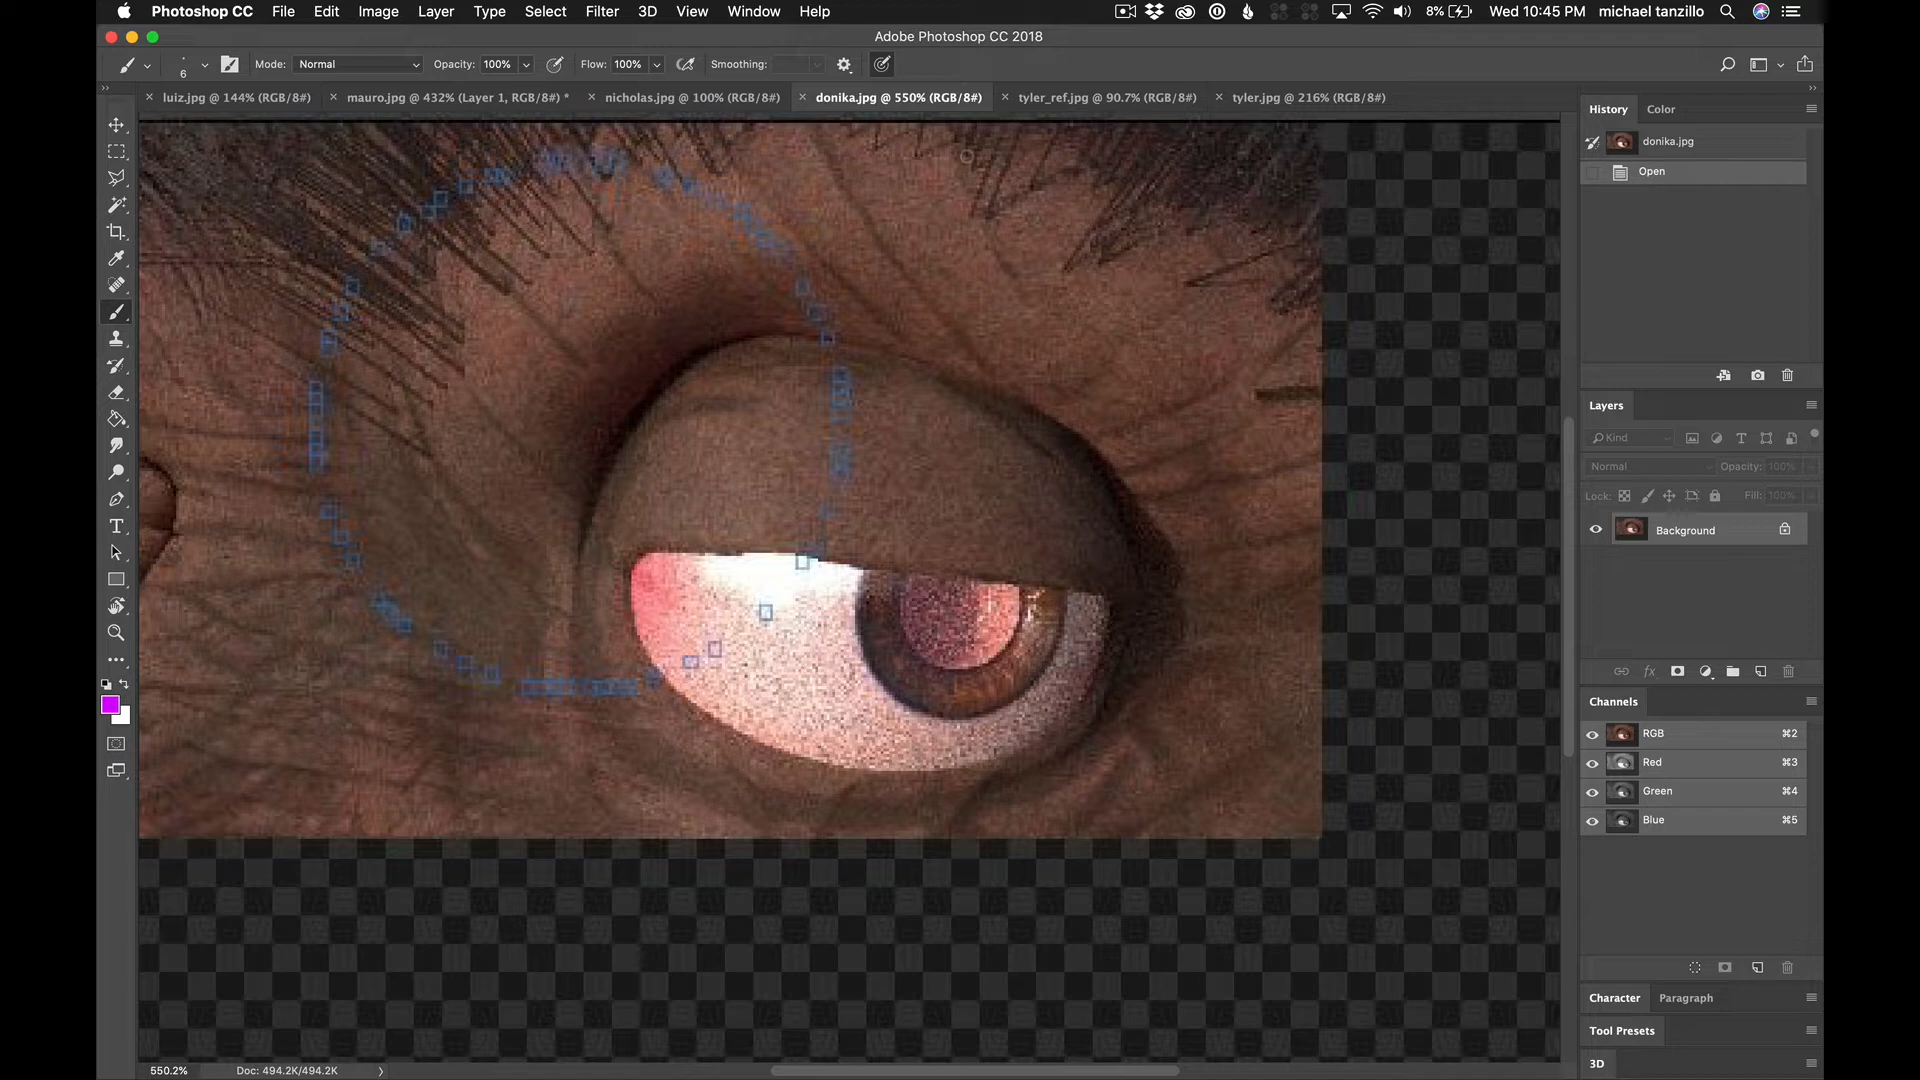 Photoshop CC File Edit Image Layer Type Select Filter 3D View Window Help 8% Wed 10:45 PM michael tanzillo
Adobe Photoshop CC 2018
6 Mode: Normal Opacity: 100% Flow: 100% Smoothing:
luiz.jpg @ 144% (RGB/8#) mauro.jpg @ 432% (Layer 1, RGB/8#) * nicholas.jpg @ 100% (RGB/8#) donika.jpg @ 550% (RGB/8#) tyler_ref.jpg @ 90.7% (RGB/8#) tyler.jpg @ 216% (RGB/8#)
History Color
donika.jpg
Open
Layers
Kind
Normal Opacity: 100%
Lock: Fill: 100%
Background
fx
Channels
RGB ⌘2
Red ⌘3
Green ⌘4
Blue ⌘5
Character Paragraph
Tool Presets
3D
550.2% Doc: 494.2K/494.2K